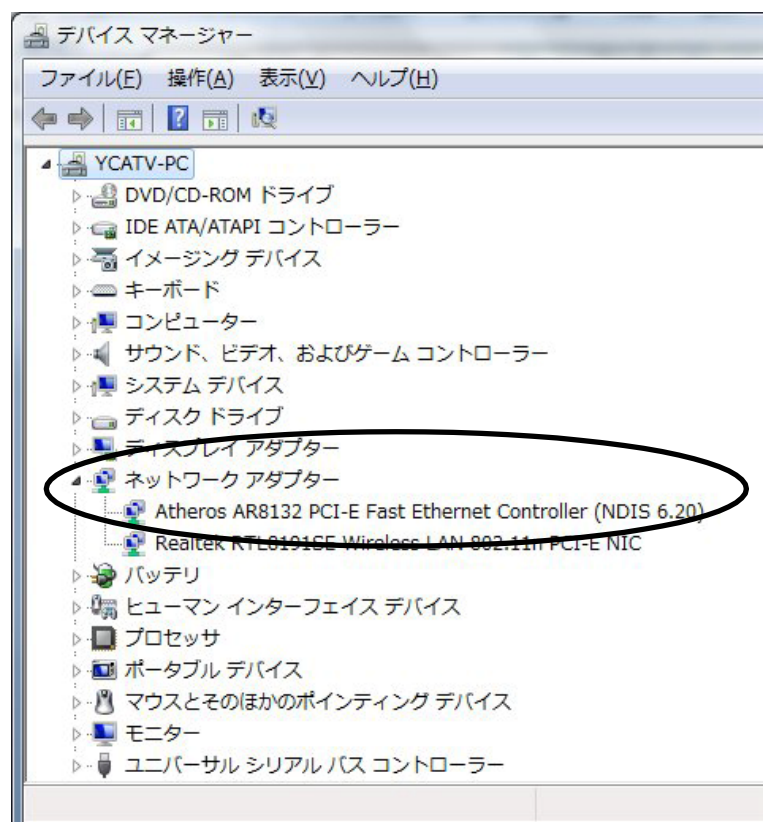 デバイス マネージャー
ファイル(F) 操作(A) 表示(V) ヘルプ(H)
YCATV-PC
DVD/CD-ROM ドライブ
IDE ATA/ATAPI コントローラー
イメージング デバイス
キーボード
コンピューター
サウンド、ビデオ、およびゲーム コントローラー
システム デバイス
ディスク ドライブ
ディスプレイ アダプター
ネットワーク アダプター
Atheros AR8132 PCI-E Fast Ethernet Controller (NDIS 6.20)
Realtek RTL8191SE Wireless LAN 802.11n PCI-E NIC
バッテリ
ヒューマン インターフェイス デバイス
プロセッサ
ポータブル デバイス
マウスとそのほかのポインティング デバイス
モニター
ユニバーサル シリアル バス コントローラー